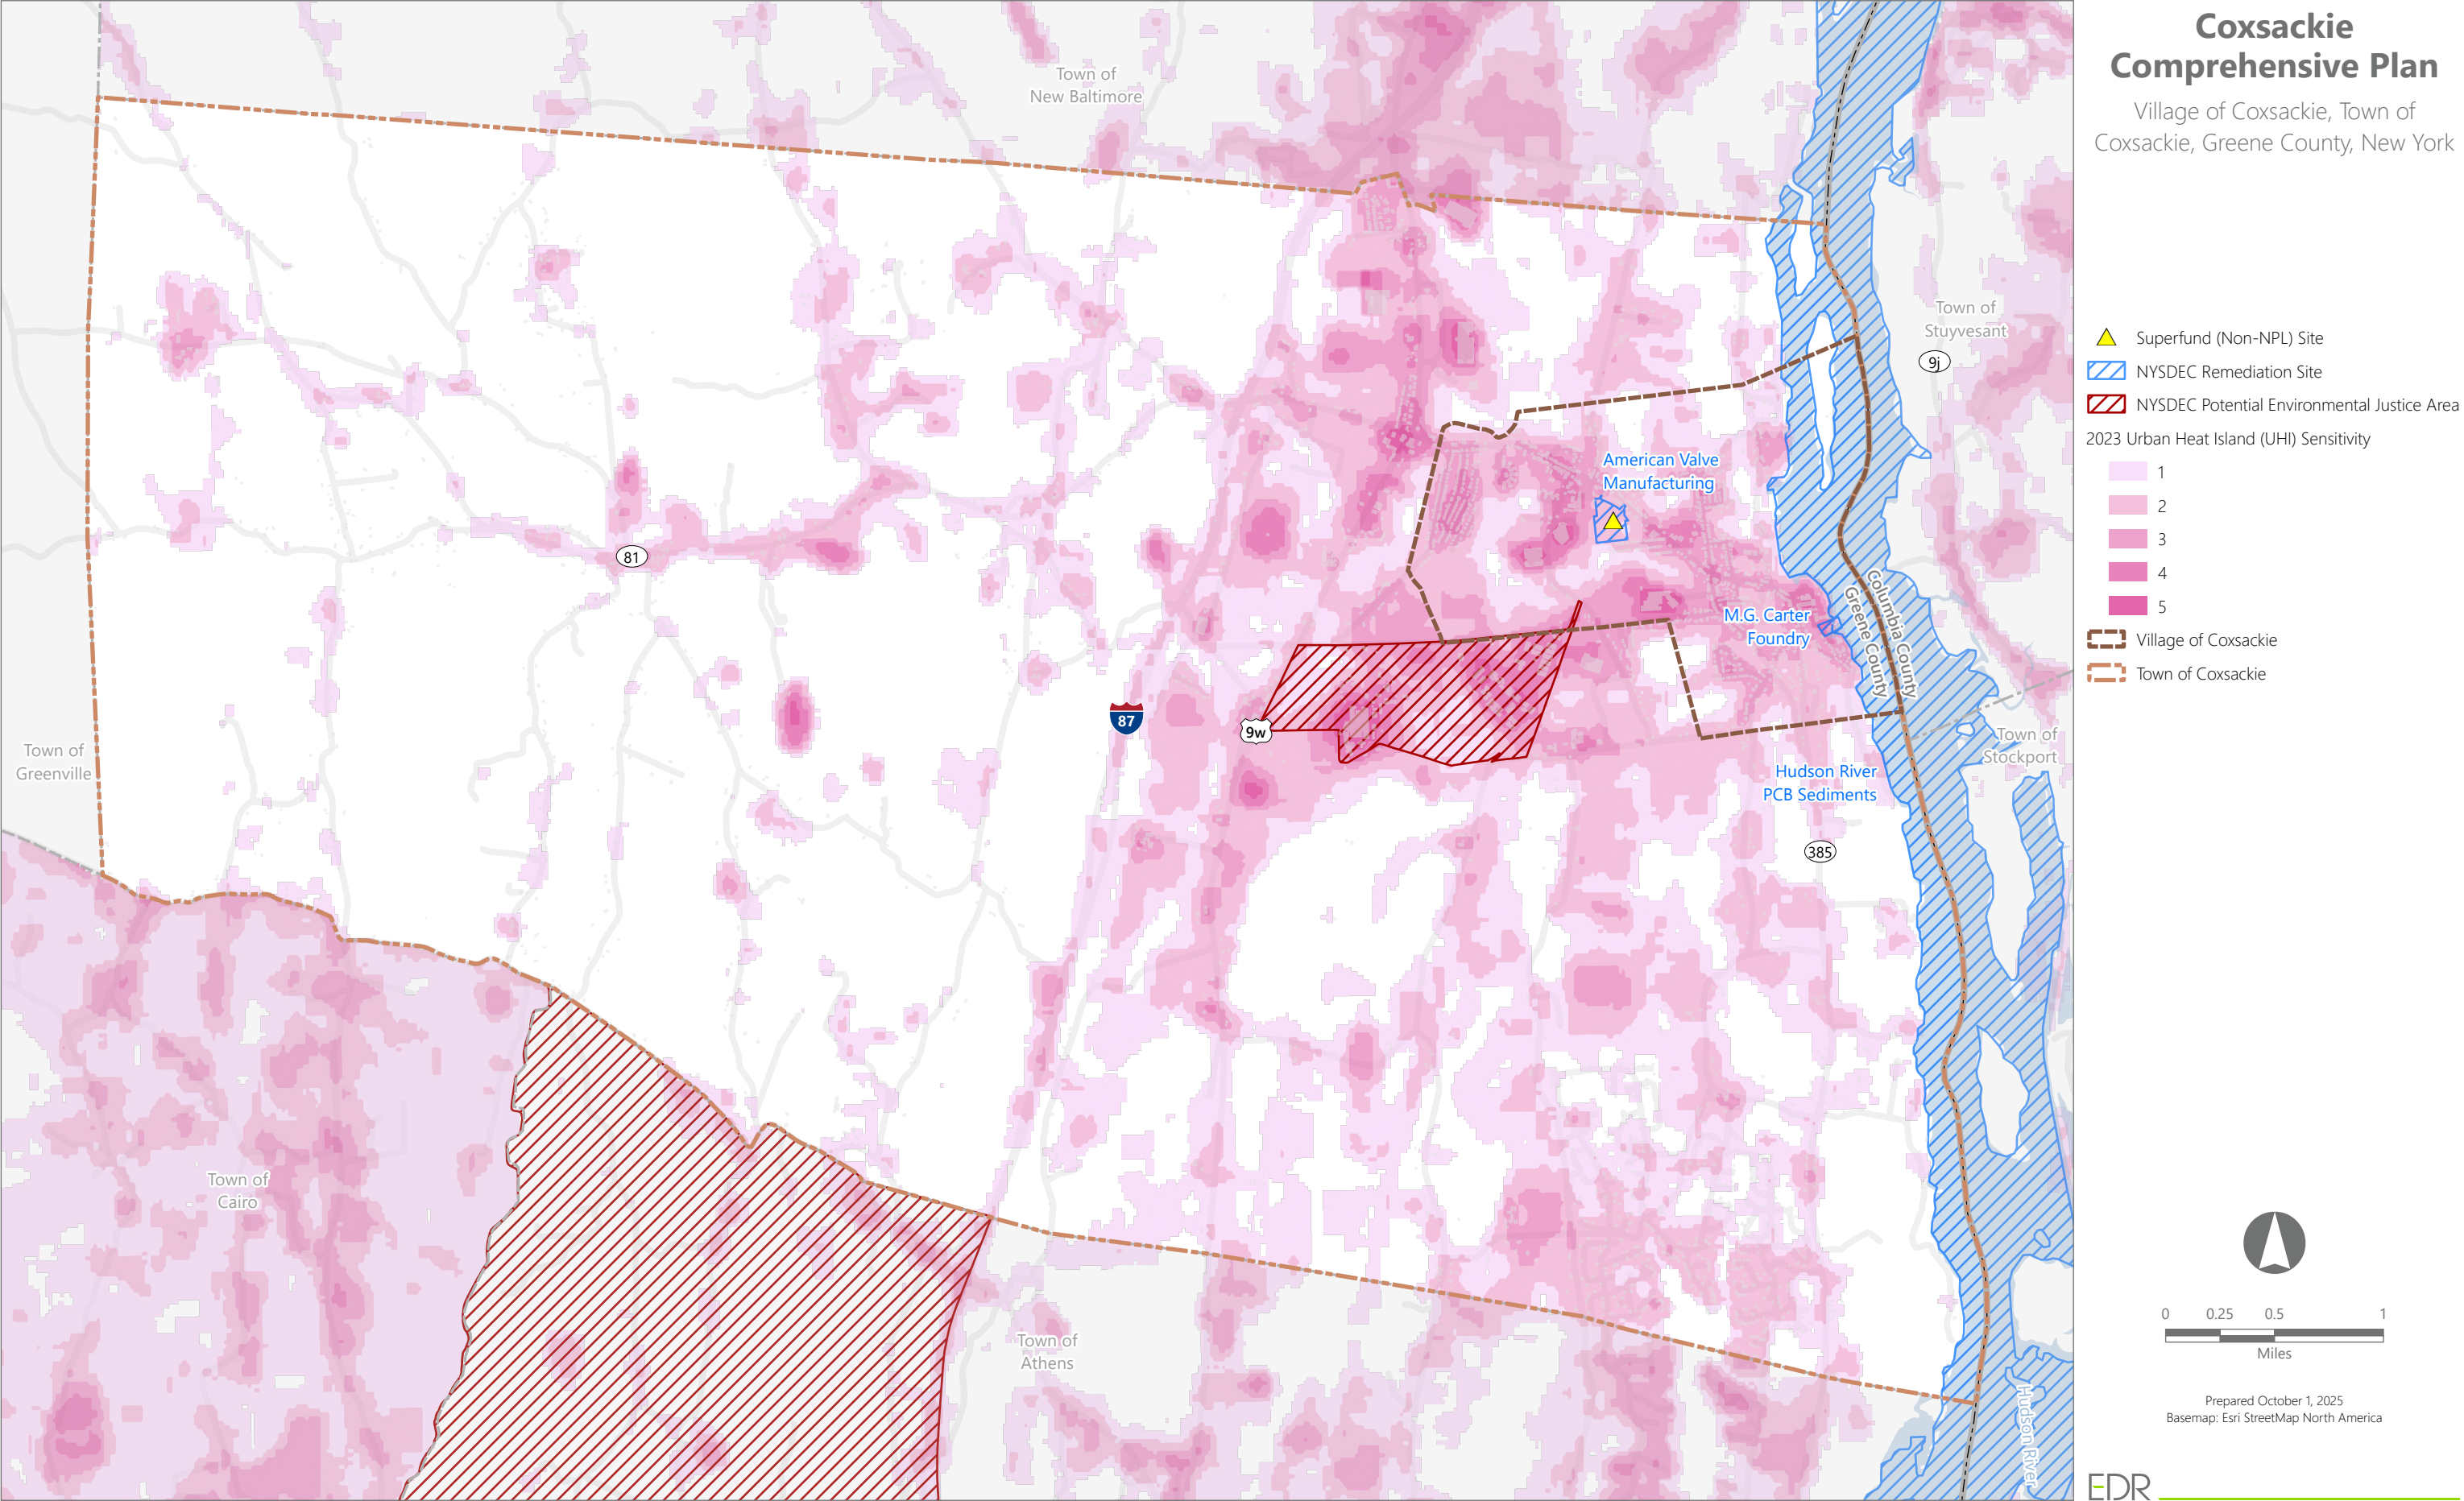 Coxsackie
Comprehensive Plan
Village of Coxsackie, Town of
Coxsackie, Greene County, New York
Superfund (Non-NPL) Site
NYSDEC Remediation Site
NYSDEC Potential Environmental Justice Area
2023 Urban Heat Island (UHI) Sensitivity
1
2
3
4
5
Village of Coxsackie
Town of Coxsackie
0 0.25 0.5 1
Miles
Prepared October 1, 2025
Basemap: Esri StreetMap North America
EDR
Town of
New Baltimore
Town of
Stuyvesant
9j
American Valve
Manufacturing
81
M.G. Carter
Foundry
Columbia County
Greene County
87
9w
Town of
Greenville
Town of
Stockport
Hudson River
PCB Sediments
385
Town of
Cairo
Town of
Athens
Hudson River